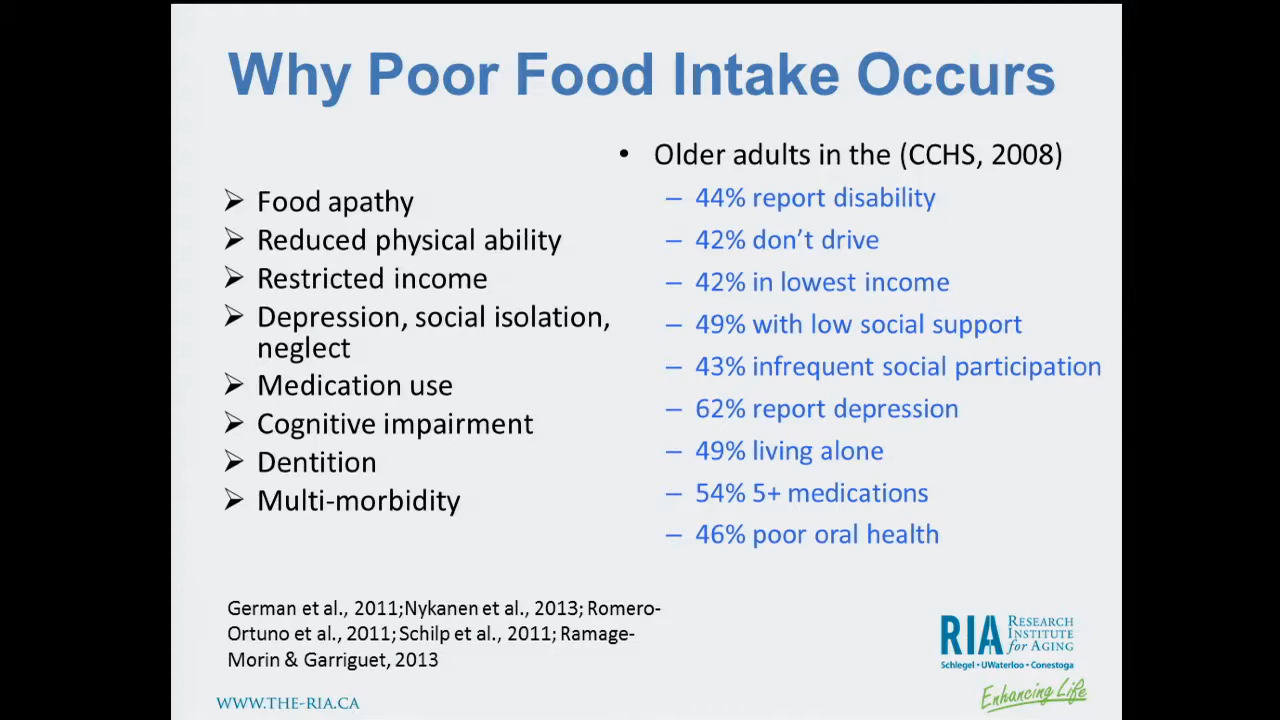 Why Poor Food Intake Occurs
➢ Food apathy
➢ Reduced physical ability
➢ Restricted income
➢ Depression, social isolation,
neglect
➢ Medication use
➢ Cognitive impairment
➢ Dentition
➢ Multi-morbidity
• Older adults in the (CCHS, 2008)
– 44% report disability
– 42% don't drive
– 42% in lowest income
– 49% with low social support
– 43% infrequent social participation
– 62% report depression
– 49% living alone
– 54% 5+ medications
– 46% poor oral health
German et al., 2011;Nykanen et al., 2013; Romero-
Ortuno et al., 2011; Schilp et al., 2011; Ramage-
Morin & Garriguet, 2013
WWW.THE-RIA.CA
RIA RESEARCH
INSTITUTE
for AGING
Schlegel • UWaterloo • Conestoga
Enhancing Life